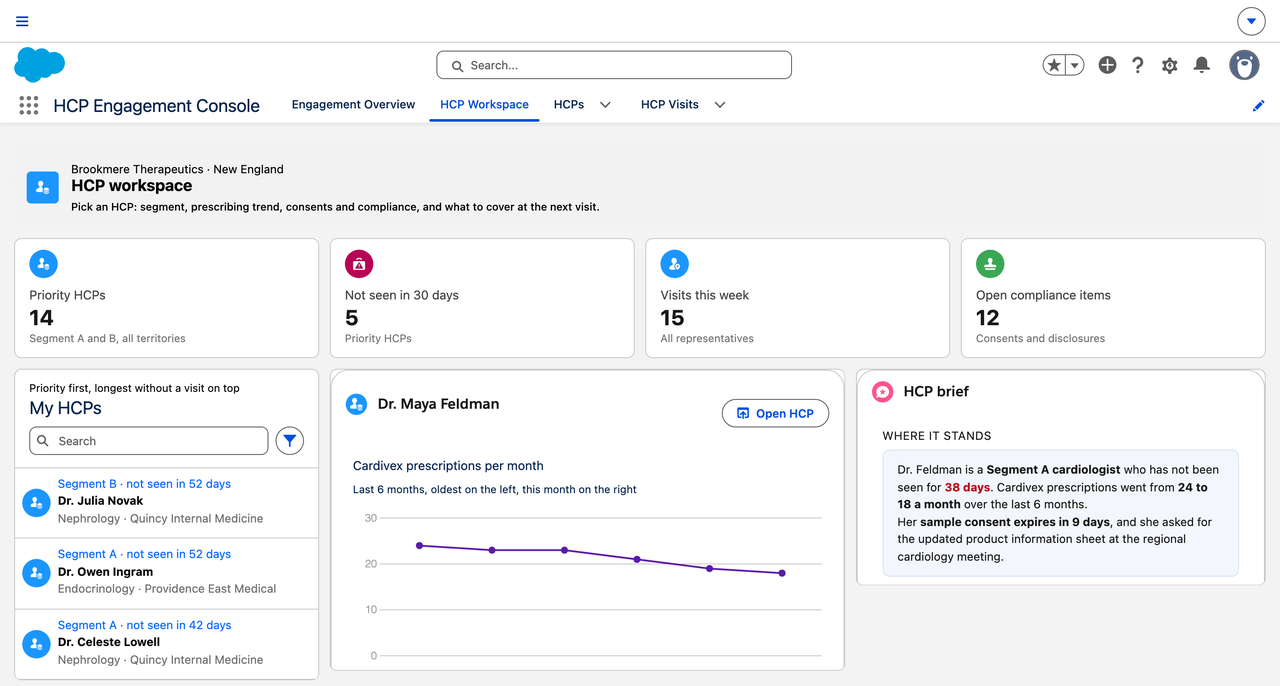 Search...
HCP Engagement Console
Engagement Overview
HCP Workspace
HCPs
HCP Visits
Brookmere Therapeutics · New England
HCP workspace
Pick an HCP: segment, prescribing trend, consents and compliance, and what to cover at the next visit.
Priority HCPs
14
Segment A and B, all territories
Not seen in 30 days
5
Priority HCPs
Visits this week
15
All representatives
Open compliance items
12
Consents and disclosures
Priority first, longest without a visit on top
My HCPs
Search
Segment B · not seen in 52 days
Dr. Julia Novak
Nephrology · Quincy Internal Medicine
Segment A · not seen in 52 days
Dr. Owen Ingram
Endocrinology · Providence East Medical
Segment A · not seen in 42 days
Dr. Celeste Lowell
Nephrology · Quincy Internal Medicine
Dr. Maya Feldman
Open HCP
Cardivex prescriptions per month
Last 6 months, oldest on the left, this month on the right
30
20
10
0
HCP brief
WHERE IT STANDS
Dr. Feldman is a Segment A cardiologist who has not been
seen for 38 days. Cardivex prescriptions went from 24 to
18 a month over the last 6 months.
Her sample consent expires in 9 days, and she asked for
the updated product information sheet at the regional
cardiology meeting.